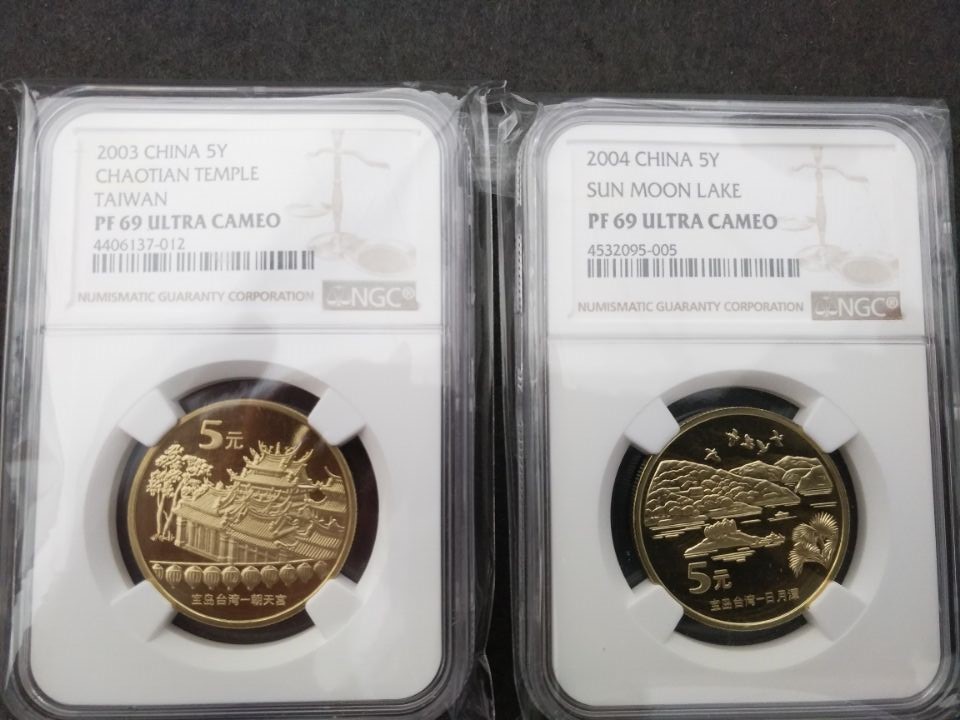 2003 CHINA 5Y
CHAOTIAN TEMPLE
TAIWAN
PF 69 ULTRA CAMEO
4406137-012
NUMISMATIC GUARANTY CORPORATION NGC®
5元
宝岛台湾—朝天宫
2004 CHINA 5Y
SUN MOON LAKE
PF 69 ULTRA CAMEO
4532095-005
NUMISMATIC GUARANTY CORPORATION NGC®
5元
宝岛台湾—日月潭